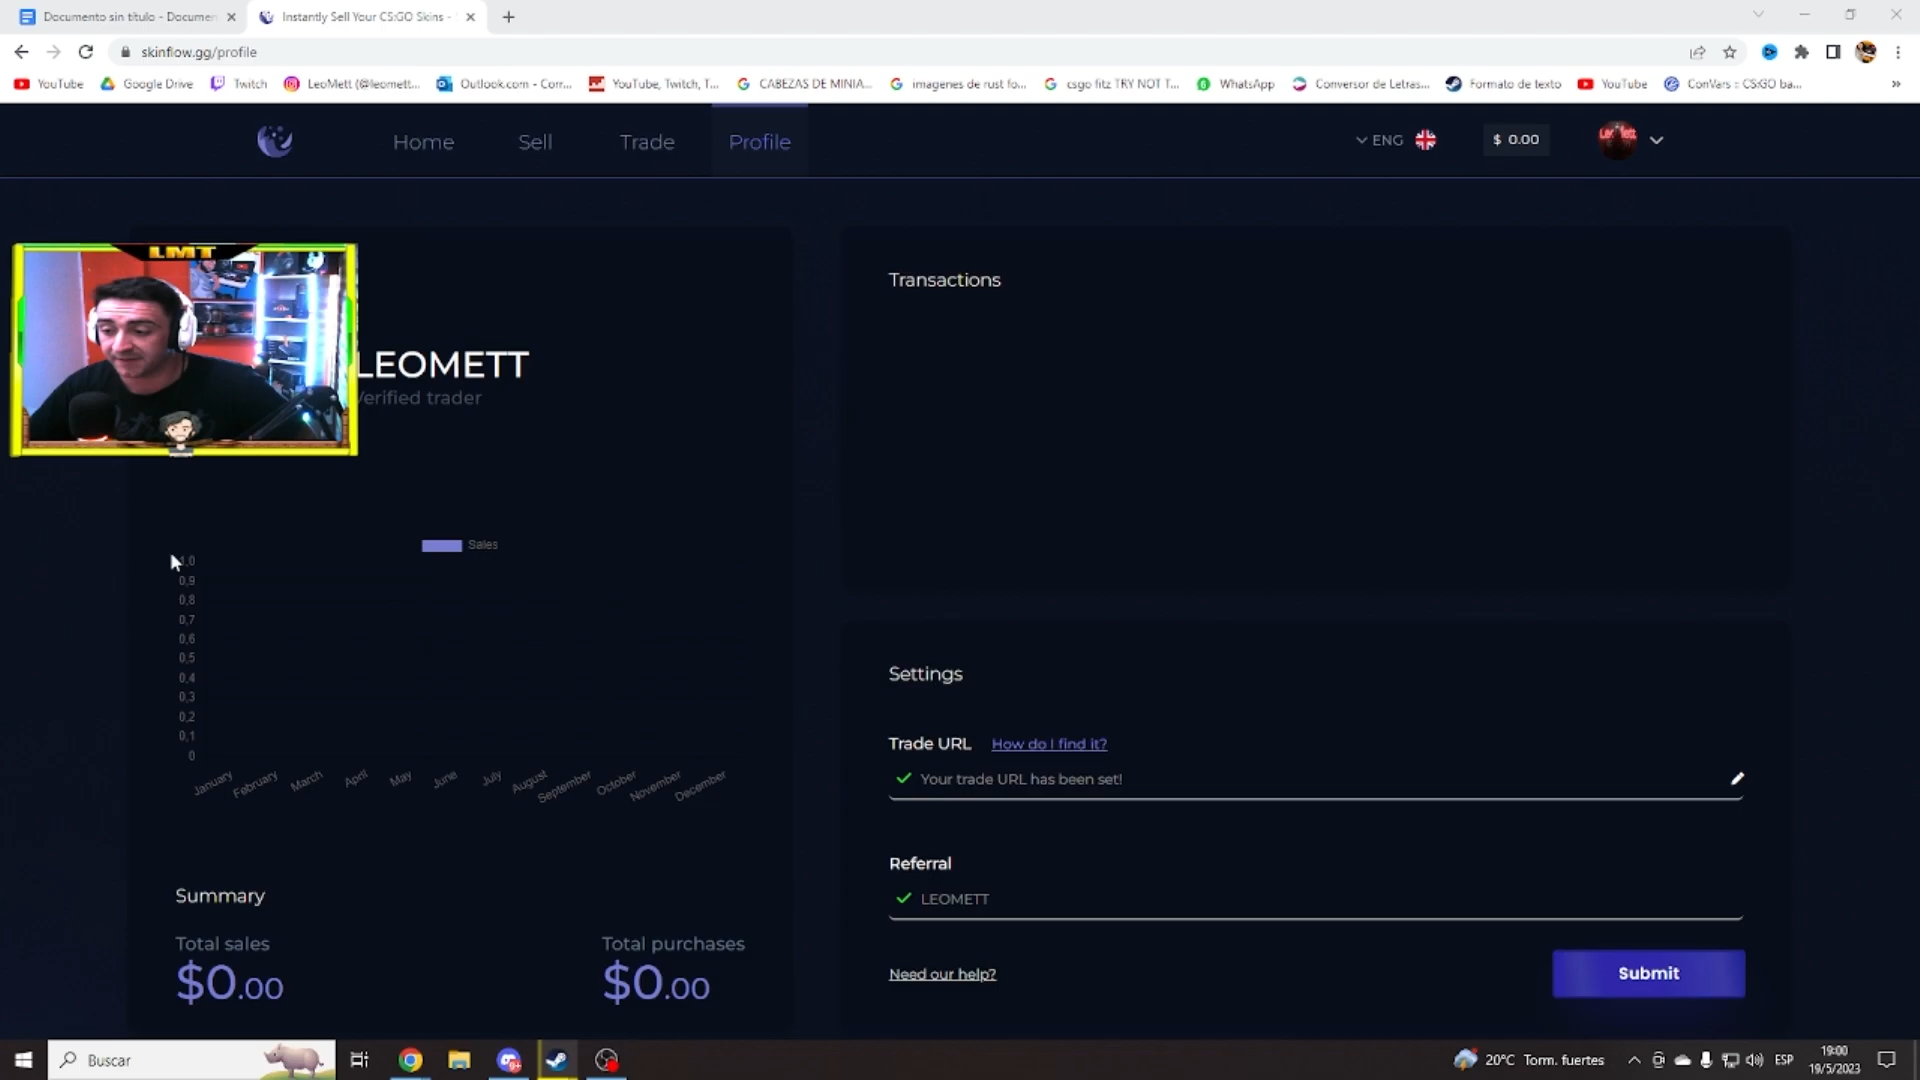 Documento sin título - Documen
Instantly Sell Your CS:GO Skins -
skinflow.gg/profile
YouTube
Google Drive
Twitch
LeoMett (@leomett...
Outlook.com - Corr...
YouTube, Twitch, T...
CABEZAS DE MINIA...
imagenes de rust fo...
csgo fitz TRY NOT T...
WhatsApp
Conversor de Letras...
Formato de texto
YouTube
ConVars :: CS:GO ba...
Home
Sell
Trade
Profile
ENG
$ 0.00
LeoMett
LMT
LEOMETT
Verified trader
Sales
1,0
0,9
0,8
0,7
0,6
0,5
0,4
0,3
0,2
0,1
0
January
February
March
April
May
June
July
August
September
October
November
December
Summary
Total sales
$0.00
Total purchases
$0.00
Transactions
Settings
Trade URL How do I find it?
Your trade URL has been set!
Referral
LEOMETT
Need our help?
Submit
Buscar
20°C Torm. fuertes
ESP
19:00
19/5/2023